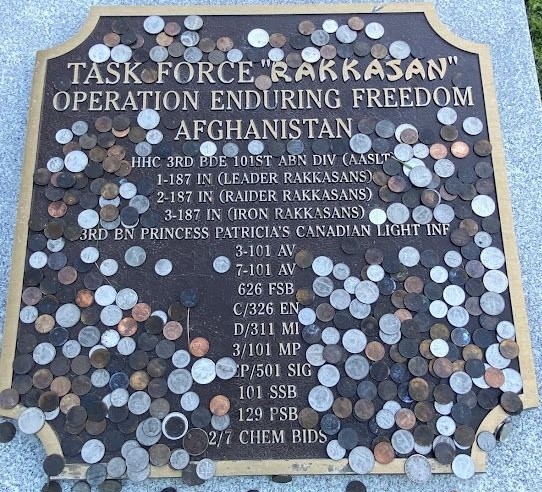 TASK FORCE "RAKKASAN"
OPERATION ENDURING FREEDOM
AFGHANISTAN
HHC 3RD BDE 101ST ABN DIV (AASLT
1-187 IN (LEADER RAKKASANS)
2-187 IN (RAIDER RAKKASANS)
3-187 IN (IRON RAKKASANS)
3RD BN PRINCESS PATRICIA'S CANADIAN LIGHT INF
3-101 AV
7-101 AV
626 FSB
C/326 EN
D/311 MI
3/101 MP
CP/501 SIG
101 SSB
129 PSB
2/7 CHEM BIDS